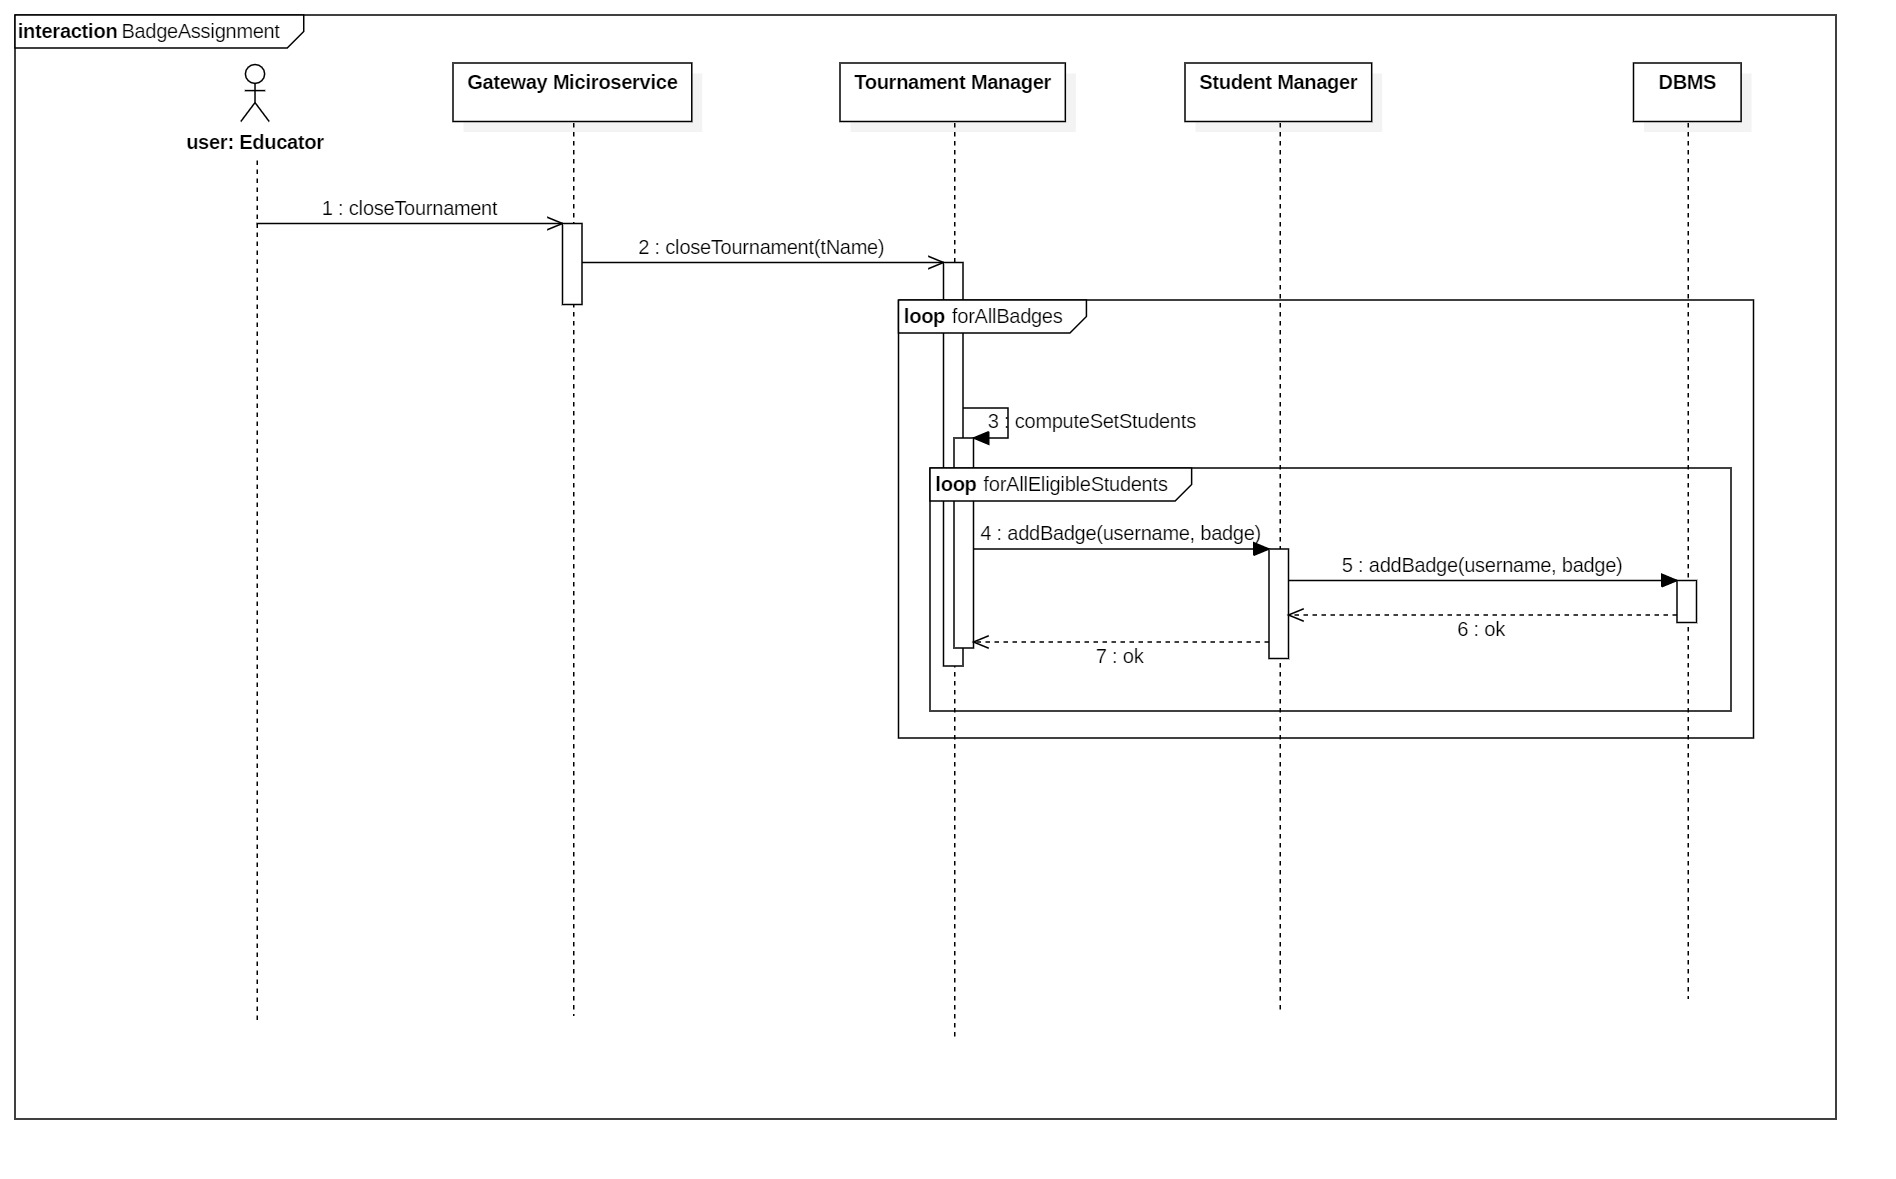 interaction BadgeAssignment
user: Educator
Gateway Miciroservice
Tournament Manager
Student Manager
DBMS
1 : closeTournament
2 : closeTournament(tName)
loop forAllBadges
3 : computeSetStudents
loop forAllEligibleStudents
4 : addBadge(username, badge)
5 : addBadge(username, badge)
6 : ok
7 : ok